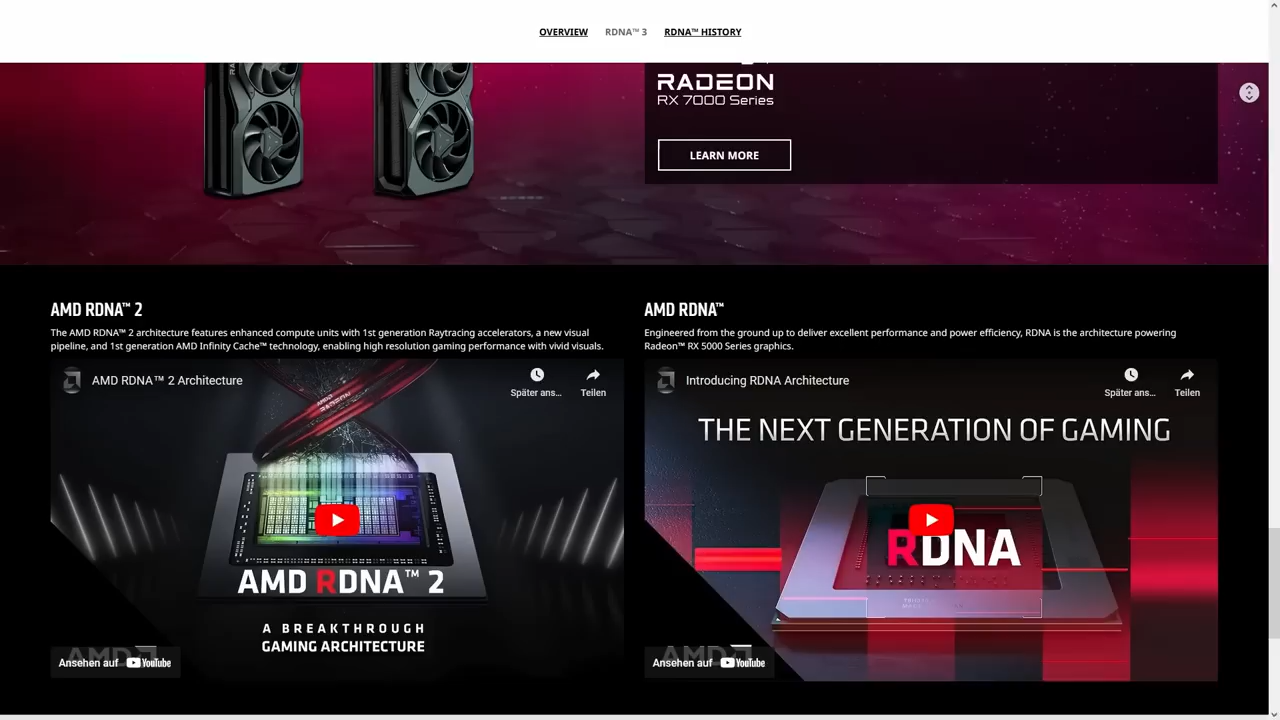 OVERVIEW
RDNA™ 3
RDNA™ HISTORY
RADEON
RX 7000 Series
LEARN MORE
AMD RDNA™ 2
The AMD RDNA™ 2 architecture features enhanced compute units with 1st generation Raytracing accelerators, a new visual
pipeline, and 1st generation AMD Infinity Cache™ technology, enabling high resolution gaming performance with vivid visuals.
AMD RDNA™ 2 Architecture
Später ans...
Teilen
RADEON
AMD RDNA™ 2
A BREAKTHROUGH
GAMING ARCHITECTURE
AMD
Ansehen auf YouTube
AMD RDNA™
Engineered from the ground up to deliver excellent performance and power efficiency, RDNA is the architecture powering
Radeon™ RX 5000 Series graphics.
Introducing RDNA Architecture
Später ans...
Teilen
THE NEXT GENERATION OF GAMING
RDNA
AMD
Ansehen auf YouTube